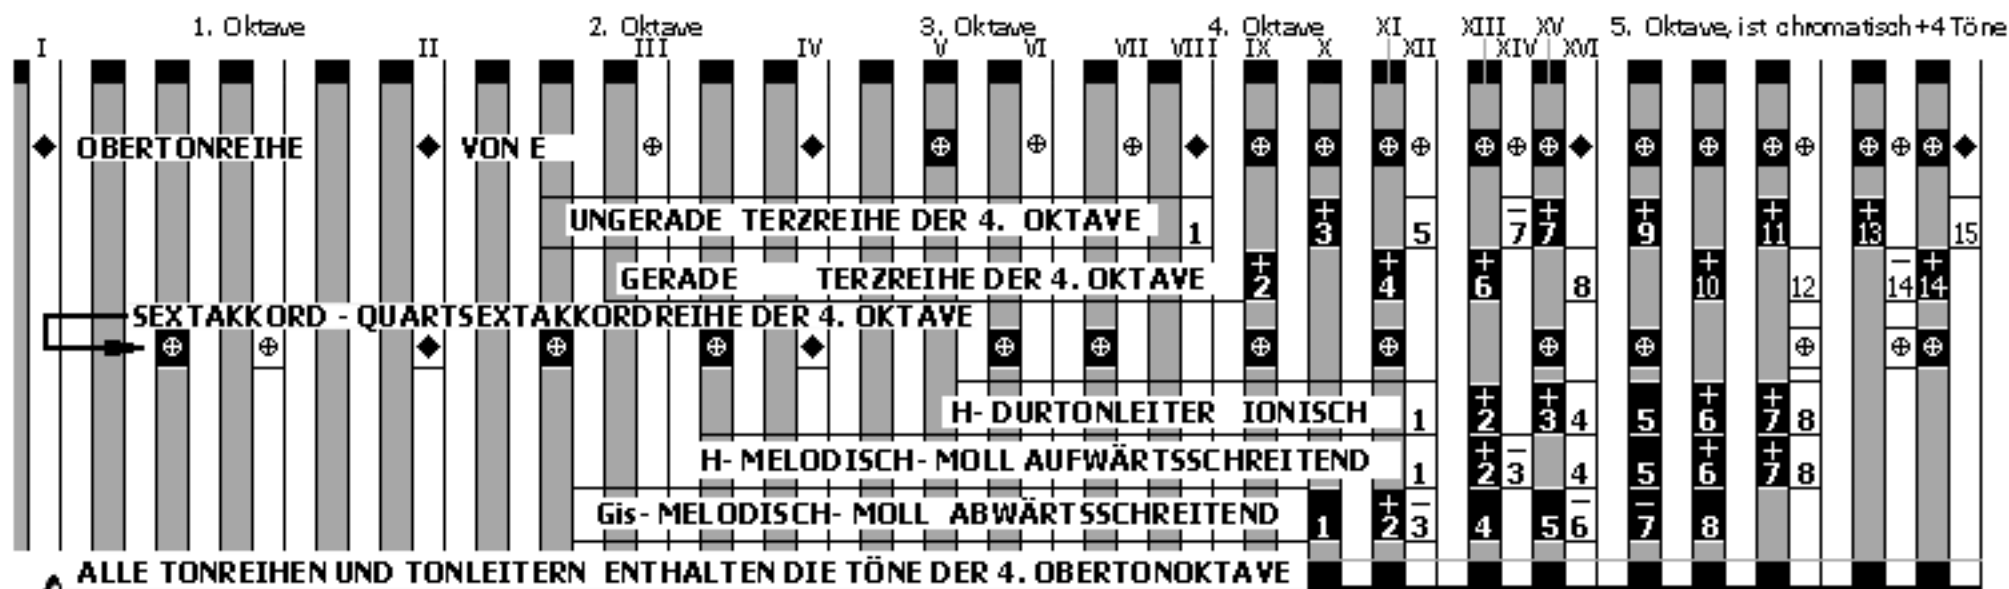 1. Oktave 2. Oktave 3. Oktave 4. Oktave XI XIII XV 5. Oktave, ist chromatisch +4 Töne
I II III IV V VI VII VIII IX X XII XIV XVI
OBERTONREIHE VON E
UNGERADE TERZREIHE DER 4. OKTAVE 1 +3 5 −7 +7 +9 +11 +13 15
GERADE TERZREIHE DER 4. OKTAVE +2 +4 +6 8 +10 12 −14 +14
SEXTAKKORD - QUARTSEXTAKKORDREIHE DER 4. OKTAVE
H- DURTONLEITER IONISCH 1 +2 +3 4 5 +6 +7 8
H- MELODISCH- MOLL AUFWÄRTSSCHREITEND 1 +2 −3 4 5 +6 +7 8
Gis- MELODISCH- MOLL ABWÄRTSSCHREITEND 1 +2 −3 4 5 −6 −7 8
ALLE TONREIHEN UND TONLEITERN ENTHALTEN DIE TÖNE DER 4. OBERTONOKTAVE